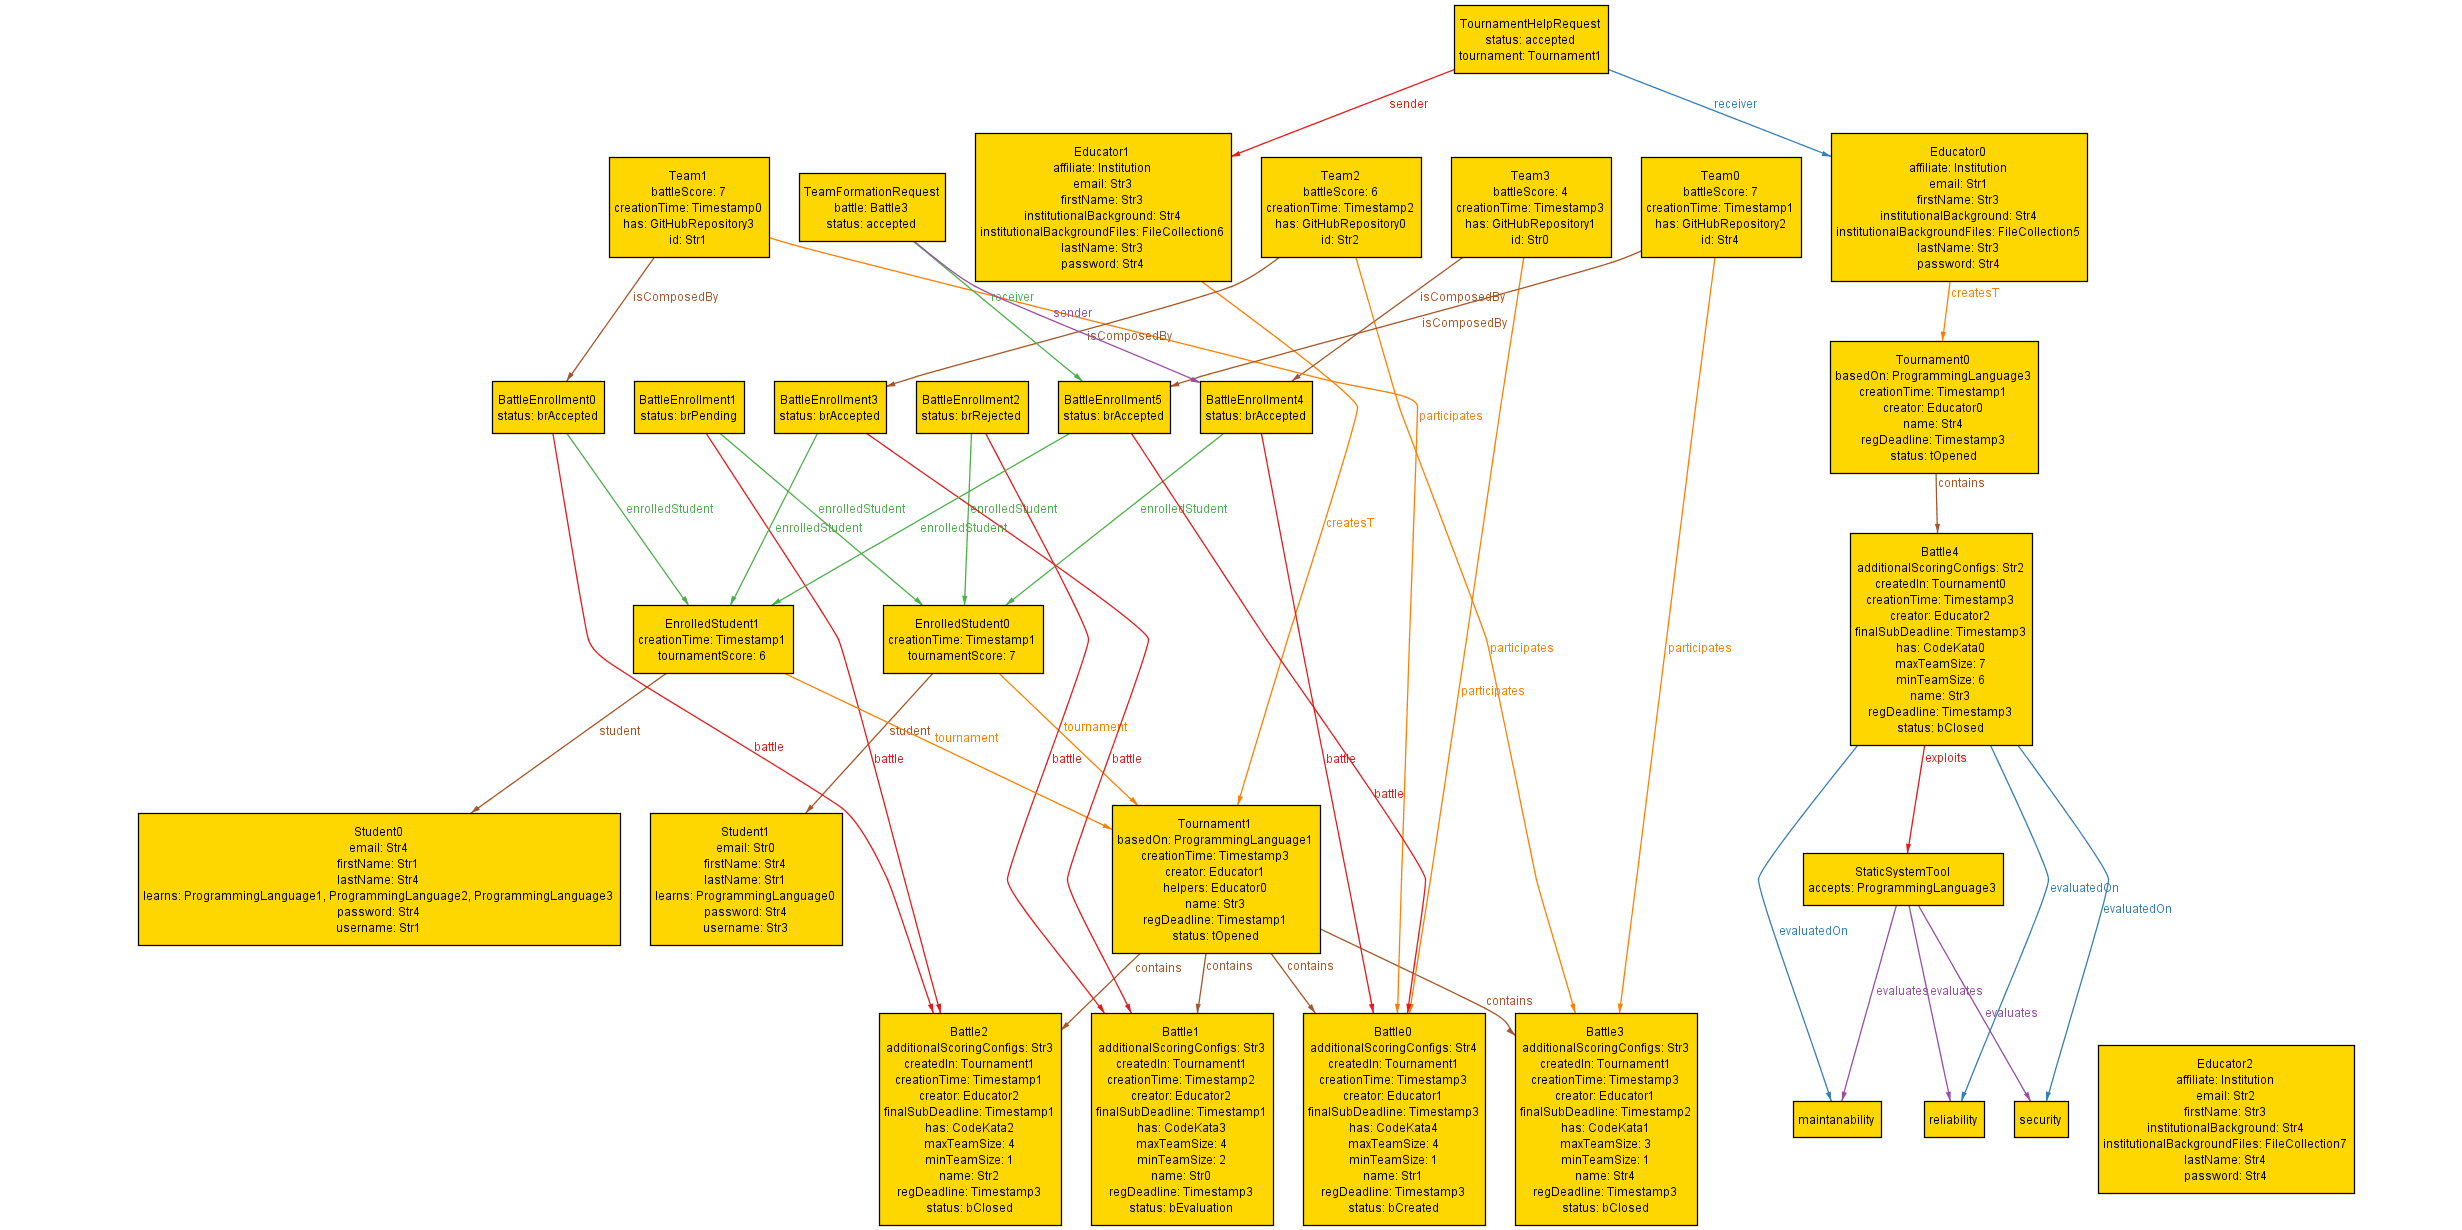 TournamentHelpRequest
status: accepted
tournament: Tournament1
sender
receiver
Educator1
affiliate: Institution
email: Str3
firstName: Str3
institutionalBackground: Str4
institutionalBackgroundFiles: FileCollection6
lastName: Str3
password: Str4
Educator0
affiliate: Institution
email: Str1
firstName: Str3
institutionalBackground: Str4
institutionalBackgroundFiles: FileCollection5
lastName: Str3
password: Str4
Team1
battleScore: 7
creationTime: Timestamp0
has: GitHubRepository3
id: Str1
TeamFormationRequest
battle: Battle3
status: accepted
Team2
battleScore: 6
creationTime: Timestamp2
has: GitHubRepository0
id: Str2
Team3
battleScore: 4
creationTime: Timestamp3
has: GitHubRepository1
id: Str0
Team0
battleScore: 7
creationTime: Timestamp1
has: GitHubRepository2
id: Str4
isComposedBy
receiver
sender
isComposedBy
isComposedBy
isComposedBy
createsT
Tournament0
basedOn: ProgrammingLanguage3
creationTime: Timestamp1
creator: Educator0
name: Str4
regDeadline: Timestamp3
status: tOpened
BattleEnrollment0
status: brAccepted
BattleEnrollment1
status: brPending
BattleEnrollment3
status: brAccepted
BattleEnrollment2
status: brRejected
BattleEnrollment5
status: brAccepted
BattleEnrollment4
status: brAccepted
participates
contains
enrolledStudent
enrolledStudent
enrolledStudent
enrolledStudent
enrolledStudent
enrolledStudent
createsT
Battle4
additionalScoringConfigs: Str2
createdIn: Tournament0
creationTime: Timestamp3
creator: Educator2
finalSubDeadline: Timestamp3
has: CodeKata0
maxTeamSize: 7
minTeamSize: 6
name: Str3
regDeadline: Timestamp3
status: bClosed
EnrolledStudent1
creationTime: Timestamp1
tournamentScore: 6
EnrolledStudent0
creationTime: Timestamp1
tournamentScore: 7
participates
participates
participates
student
student
tournament
tournament
battle
battle
battle
battle
battle
battle
exploits
Student0
email: Str4
firstName: Str1
lastName: Str4
learns: ProgrammingLanguage1, ProgrammingLanguage2, ProgrammingLanguage3
password: Str4
username: Str1
Student1
email: Str0
firstName: Str4
lastName: Str1
learns: ProgrammingLanguage0
password: Str4
username: Str3
Tournament1
basedOn: ProgrammingLanguage1
creationTime: Timestamp3
creator: Educator1
helpers: Educator0
name: Str3
regDeadline: Timestamp1
status: tOpened
StaticSystemTool
accepts: ProgrammingLanguage3
evaluatedOn
evaluatedOn
evaluatedOn
contains
contains
contains
contains
evaluates
evaluates
evaluates
Battle2
additionalScoringConfigs: Str3
createdIn: Tournament1
creationTime: Timestamp1
creator: Educator2
finalSubDeadline: Timestamp1
has: CodeKata2
maxTeamSize: 4
minTeamSize: 1
name: Str2
regDeadline: Timestamp3
status: bClosed
Battle1
additionalScoringConfigs: Str3
createdIn: Tournament1
creationTime: Timestamp2
creator: Educator2
finalSubDeadline: Timestamp1
has: CodeKata3
maxTeamSize: 4
minTeamSize: 2
name: Str0
regDeadline: Timestamp3
status: bEvaluation
Battle0
additionalScoringConfigs: Str4
createdIn: Tournament1
creationTime: Timestamp3
creator: Educator1
finalSubDeadline: Timestamp3
has: CodeKata4
maxTeamSize: 4
minTeamSize: 1
name: Str1
regDeadline: Timestamp3
status: bCreated
Battle3
additionalScoringConfigs: Str3
createdIn: Tournament1
creationTime: Timestamp3
creator: Educator1
finalSubDeadline: Timestamp2
has: CodeKata1
maxTeamSize: 3
minTeamSize: 1
name: Str4
regDeadline: Timestamp3
status: bClosed
maintanability
reliability
security
Educator2
affiliate: Institution
email: Str2
firstName: Str3
institutionalBackground: Str4
institutionalBackgroundFiles: FileCollection7
lastName: Str4
password: Str4